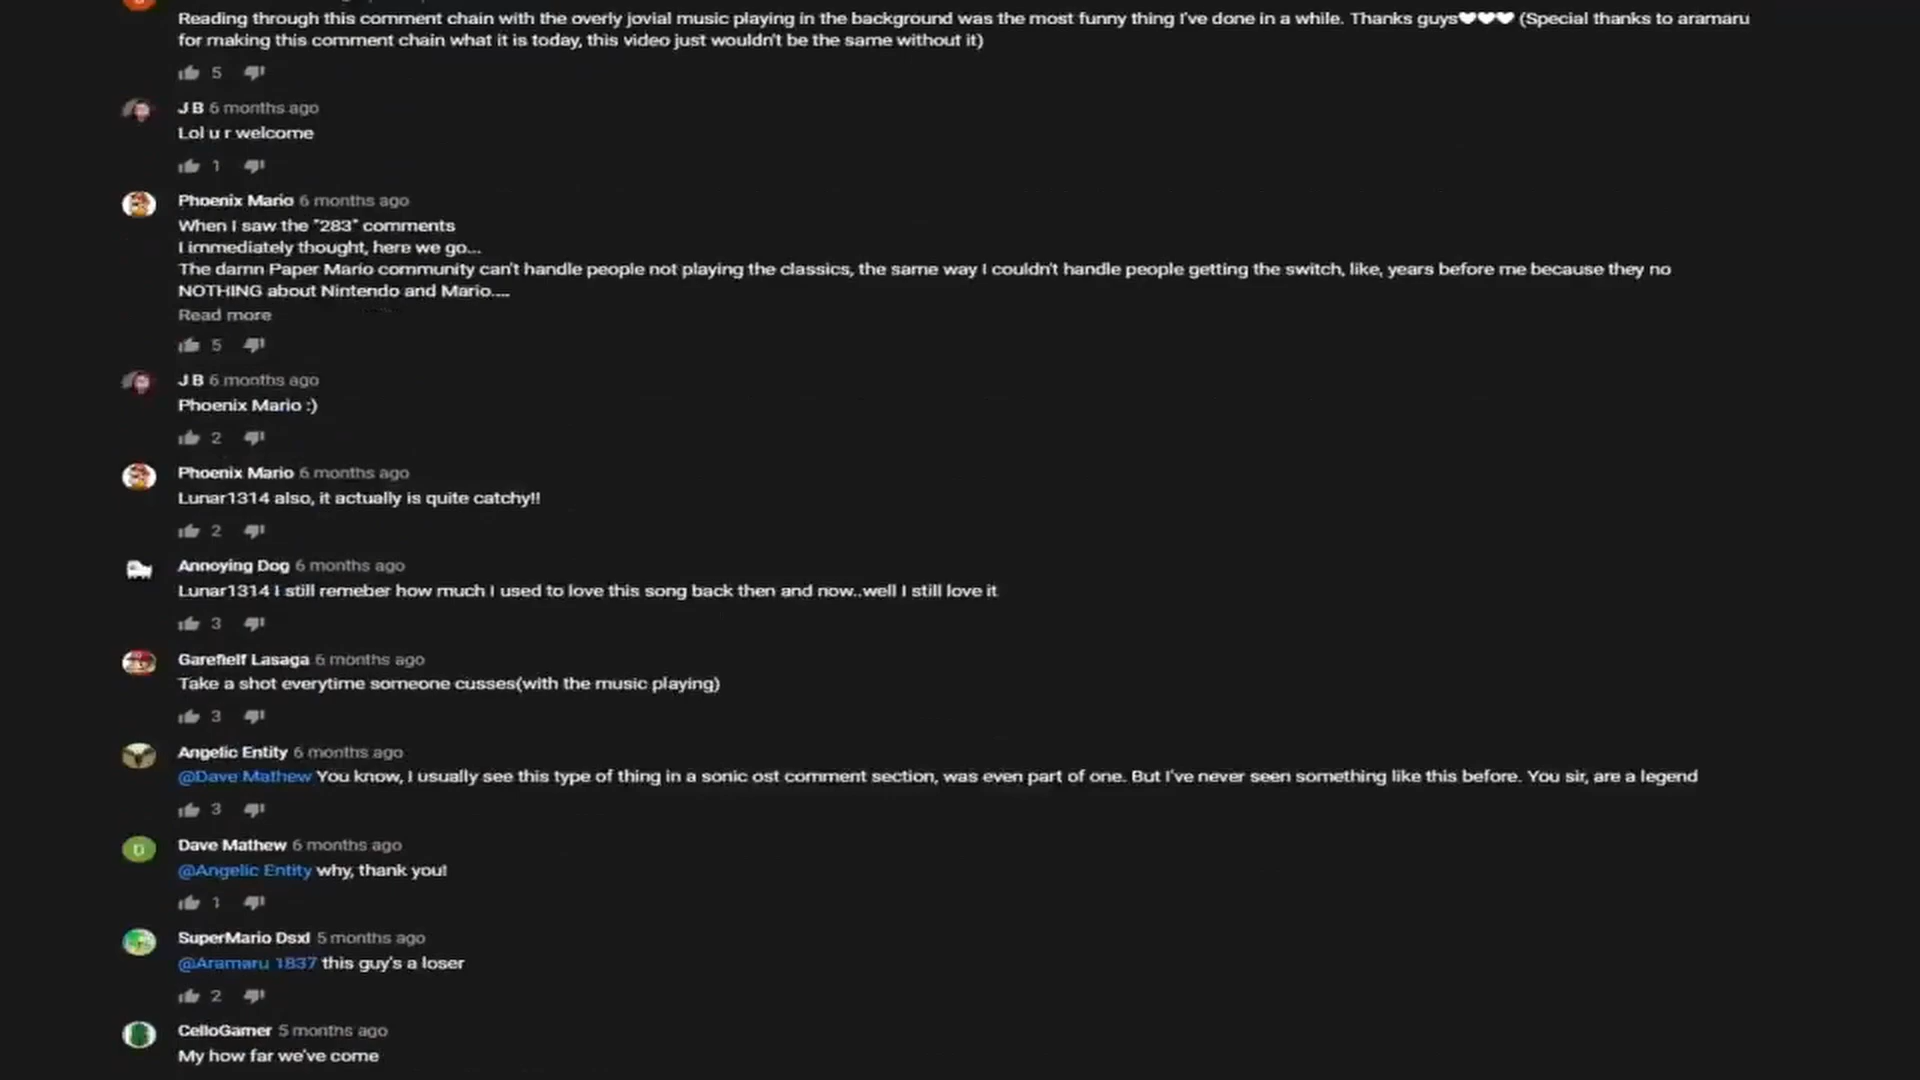 Reading through this comment chain with the overly jovial music playing in the background was the most funny thing I've done in a while. Thanks guys❤❤❤ (Special thanks to aramaru
for making this comment chain what it is today, this video just wouldn't be the same without it)
5
J B 6 months ago
Lol u r welcome
1
Phoenix Mario 6 months ago
When I saw the "283" comments
I immediately thought, here we go...
The damn Paper Mario community can't handle people not playing the classics, the same way I couldn't handle people getting the switch, like, years before me because they no
NOTHING about Nintendo and Mario....
Read more
5
J B 6 months ago
Phoenix Mario :)
2
Phoenix Mario 6 months ago
Lunar1314 also, it actually is quite catchy!!
2
Annoying Dog 6 months ago
Lunar1314 I still remeber how much I used to love this song back then and now..well I still love it
3
Garefielf Lasaga 6 months ago
Take a shot everytime someone cusses(with the music playing)
3
Angelic Entity 6 months ago
@Dave Mathew You know, I usually see this type of thing in a sonic ost comment section, was even part of one. But I've never seen something like this before. You sir, are a legend
3
D
Dave Mathew 6 months ago
@Angelic Entity why, thank you!
1
SuperMario Dsxl 5 months ago
@Aramaru 1837 this guy's a loser
2
CelloGamer 5 months ago
My how far we've come